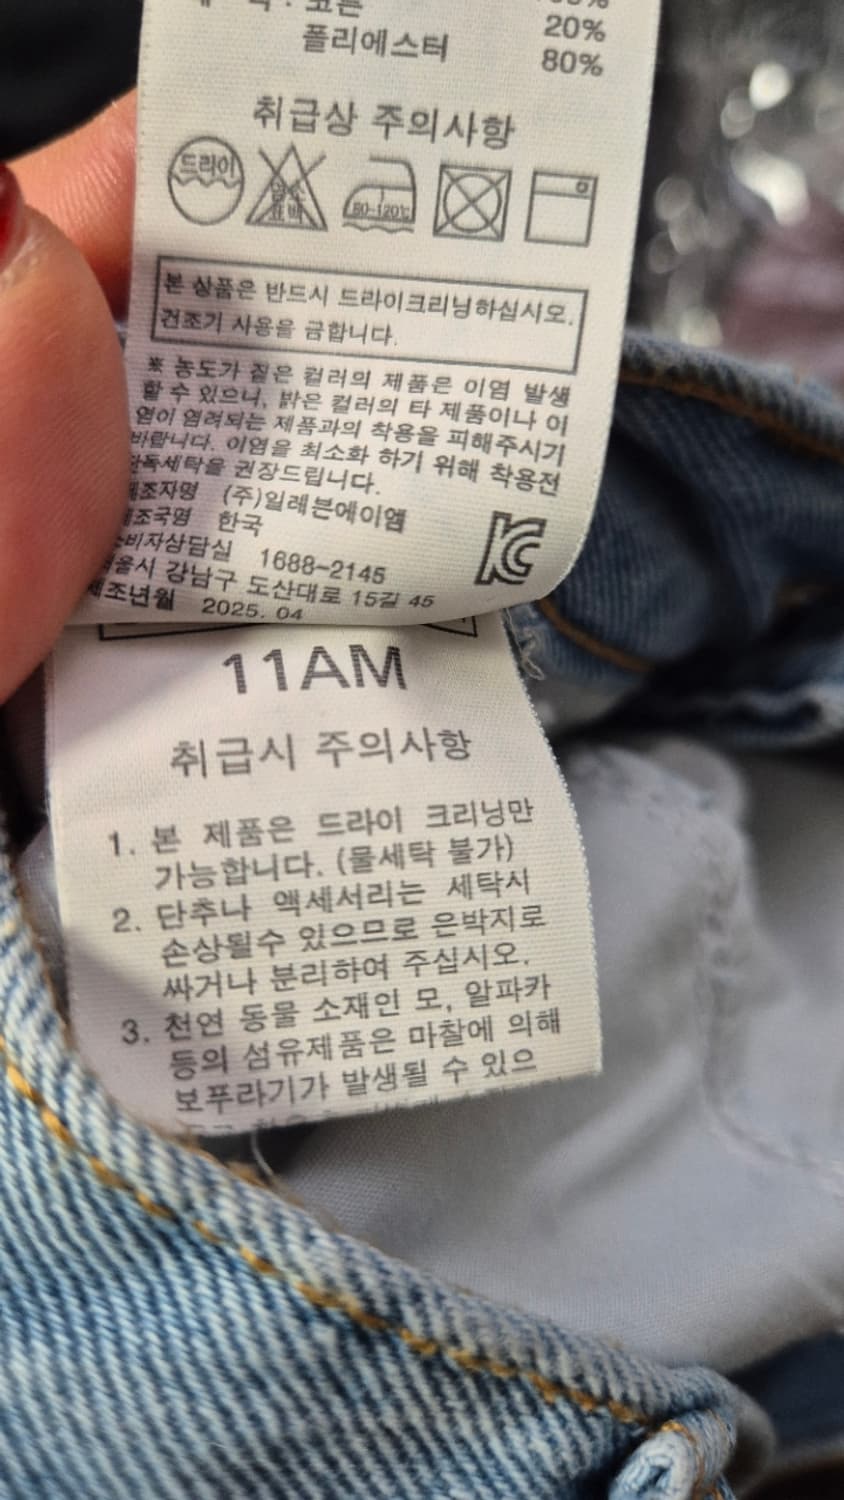 20%
폴리에스터 80%
취급상 주의사항
드라이 염소 표백 80~120℃
본 상품은 반드시 드라이크리닝하십시오.
건조기 사용을 금합니다.
※ 농도가 짙은 컬러의 제품은 이염 발생
할 수 있으니, 밝은 컬러의 타 제품이나 이
염이 염려되는 제품과의 착용을 피해주시기
바랍니다. 이염을 최소화 하기 위해 착용전
단독세탁을 권장드립니다.
제조자명 (주)일레븐에이엠
제조국명 한국
소비자상담실 1688-2145
서울시 강남구 도산대로 15길 45
제조년월 2025. 04
11AM
취급시 주의사항
1. 본 제품은 드라이 크리닝만
가능합니다. (물세탁 불가)
2. 단추나 액세서리는 세탁시
손상될수 있으므로 은박지로
싸거나 분리하여 주십시오.
3. 천연 동물 소재인 모, 알파카
등의 섬유제품은 마찰에 의해
보푸라기가 발생될 수 있으